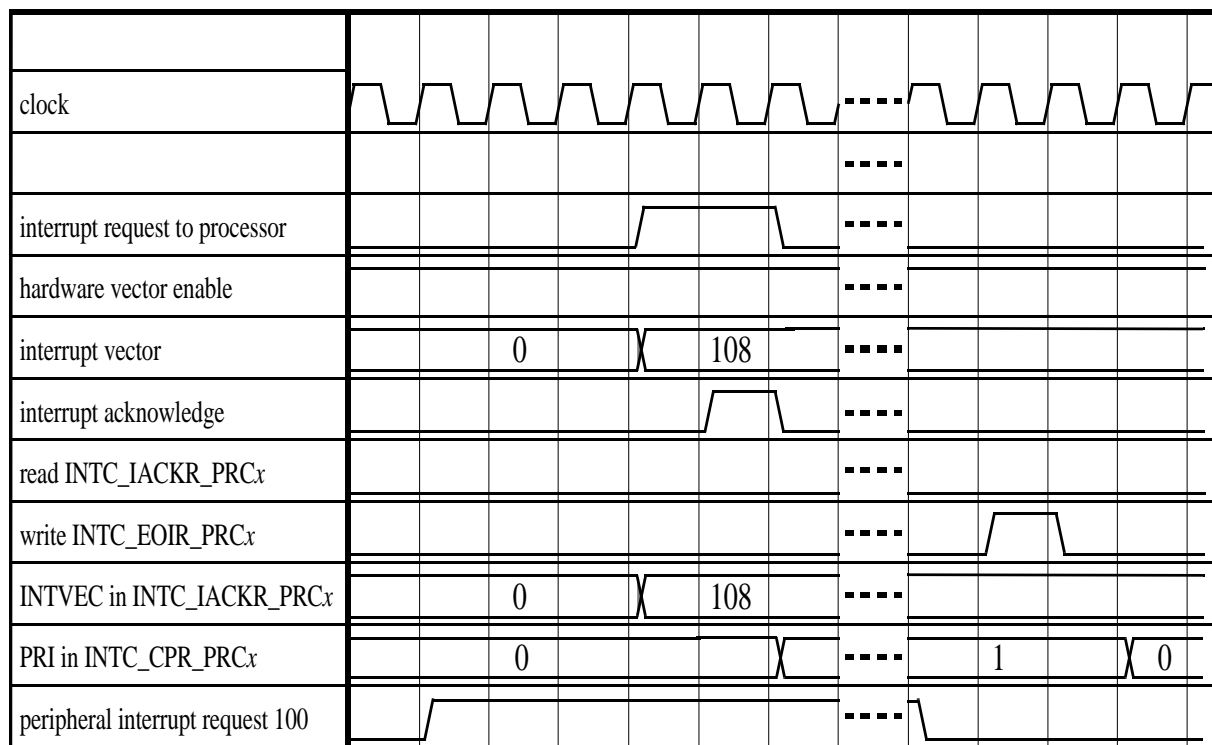 clock
interrupt request to processor
hardware vector enable
interrupt vector 0 108
interrupt acknowledge
read INTC_IACKR_PRCx
write INTC_EOIR_PRCx
INTVEC in INTC_IACKR_PRCx 0 108
PRI in INTC_CPR_PRCx 0 1 0
peripheral interrupt request 100